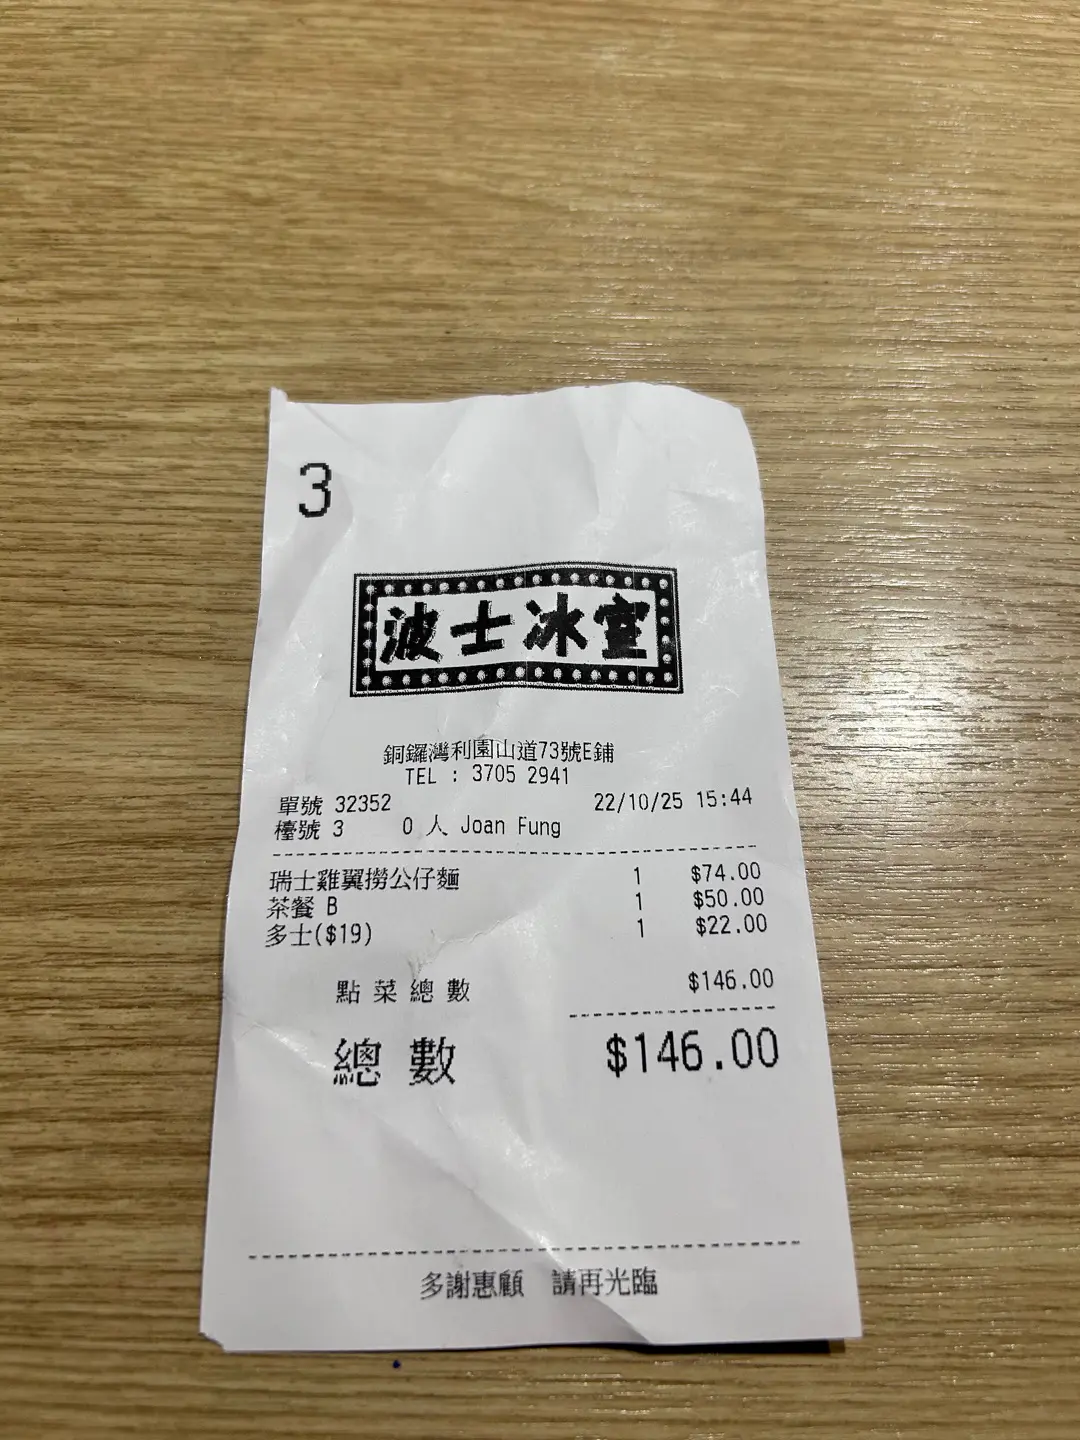 3
波士冰室
銅鑼灣利園山道73號E鋪
TEL : 3705 2941
單號 32352 22/10/25 15:44
檯號 3 0 人 Joan Fung
瑞士雞翼撈公仔麵 1 $74.00
茶餐 B 1 $50.00
多士($19) 1 $22.00
點菜總數 $146.00
總數 $146.00
多謝惠顧 請再光臨